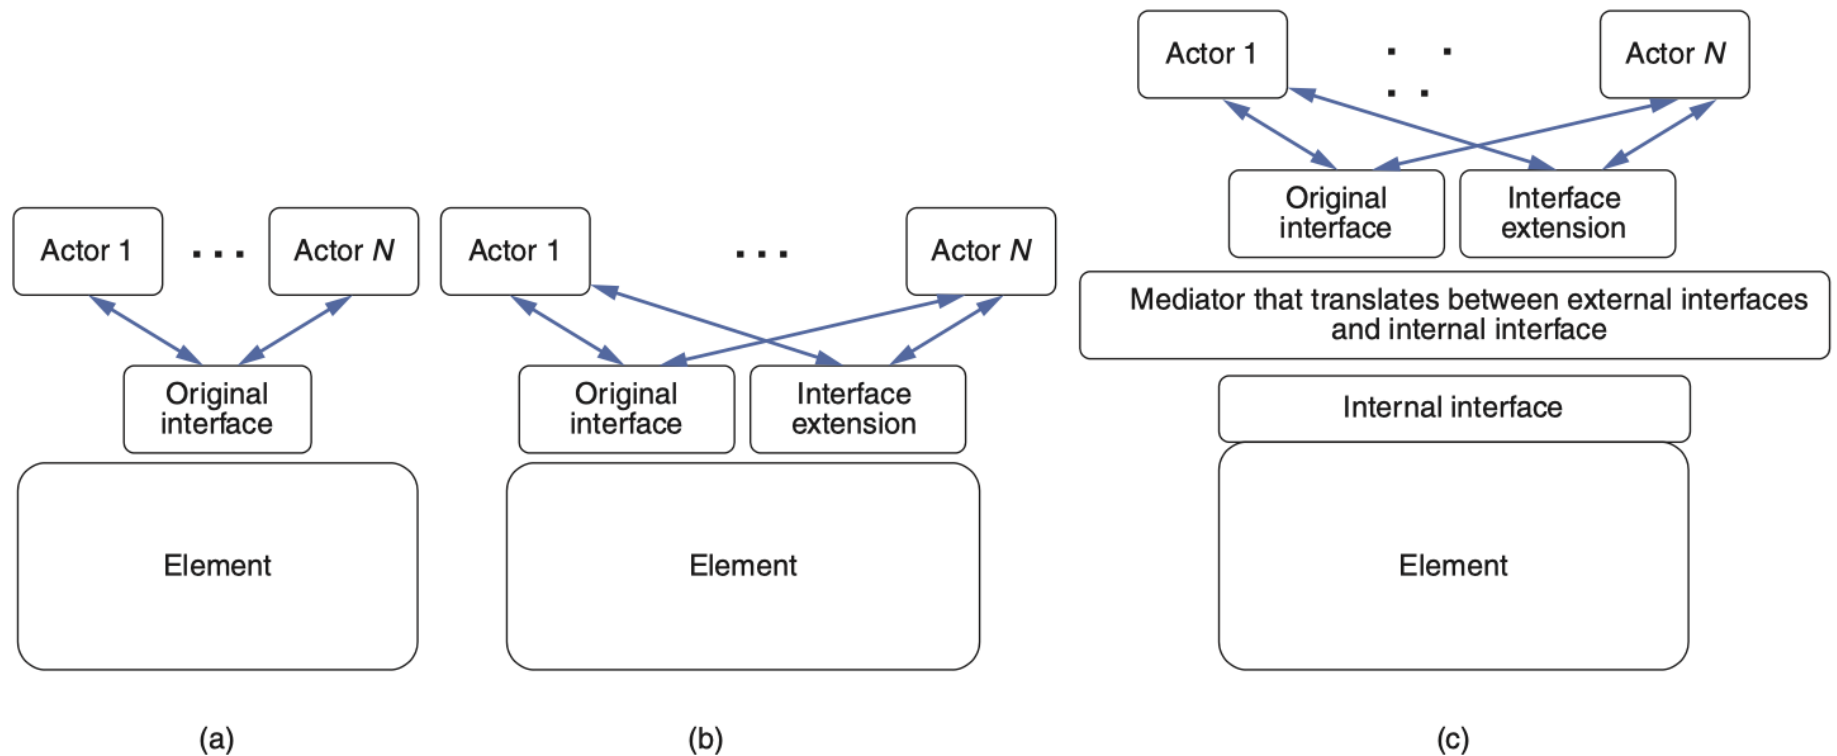 Actor 1
Actor N
Original
interface
Element
(a)
Actor 1
Actor N
Original
interface
Interface
extension
Element
(b)
Actor 1
Actor N
Original
interface
Interface
extension
Mediator that translates between external interfaces
and internal interface
Internal interface
Element
(c)